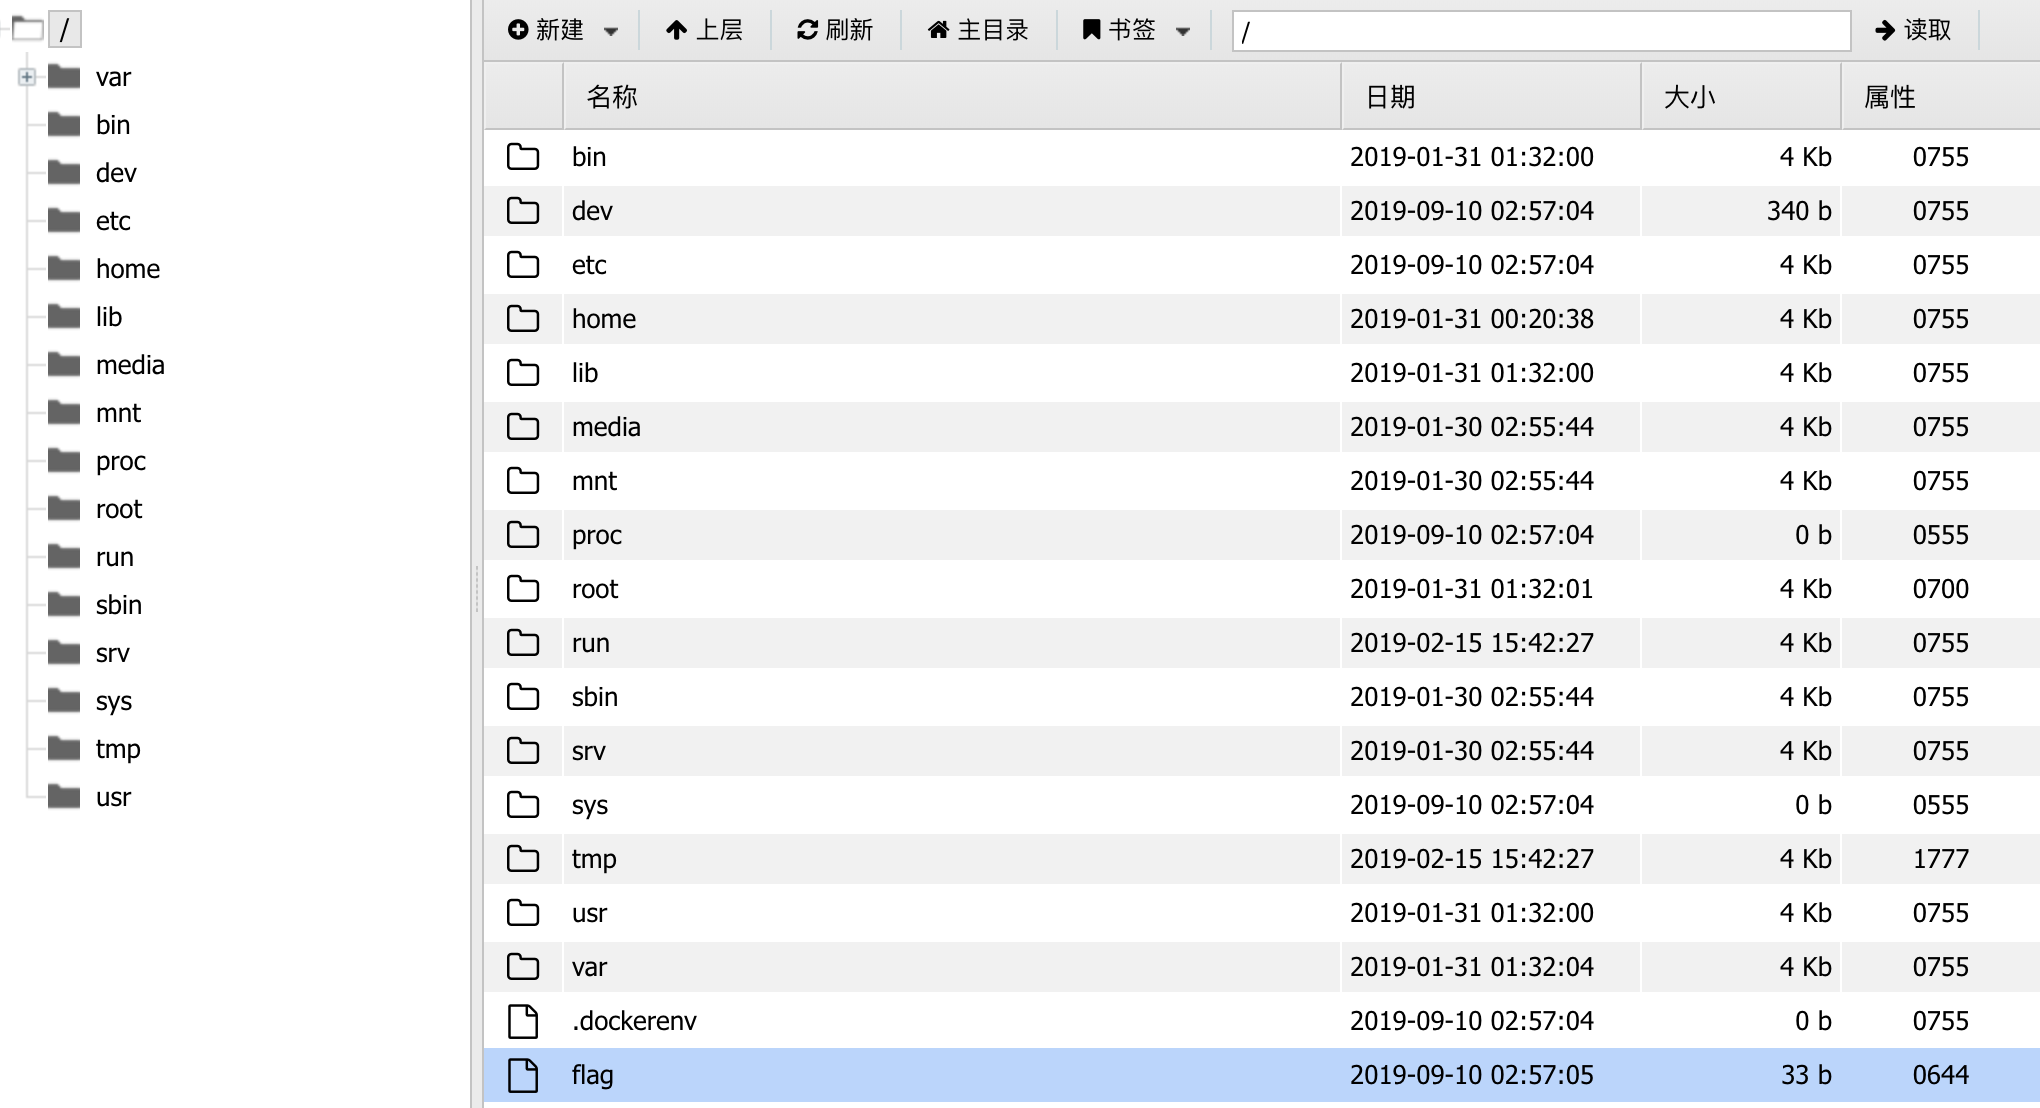 /
var
bin
dev
etc
home
lib
media
mnt
proc
root
run
sbin
srv
sys
tmp
usr
新建 上层 刷新 主目录 书签 / 读取
名称 日期 大小 属性
bin 2019-01-31 01:32:00 4 Kb 0755
dev 2019-09-10 02:57:04 340 b 0755
etc 2019-09-10 02:57:04 4 Kb 0755
home 2019-01-31 00:20:38 4 Kb 0755
lib 2019-01-31 01:32:00 4 Kb 0755
media 2019-01-30 02:55:44 4 Kb 0755
mnt 2019-01-30 02:55:44 4 Kb 0755
proc 2019-09-10 02:57:04 0 b 0555
root 2019-01-31 01:32:01 4 Kb 0700
run 2019-02-15 15:42:27 4 Kb 0755
sbin 2019-01-30 02:55:44 4 Kb 0755
srv 2019-01-30 02:55:44 4 Kb 0755
sys 2019-09-10 02:57:04 0 b 0555
tmp 2019-02-15 15:42:27 4 Kb 1777
usr 2019-01-31 01:32:00 4 Kb 0755
var 2019-01-31 01:32:04 4 Kb 0755
.dockerenv 2019-09-10 02:57:04 0 b 0755
flag 2019-09-10 02:57:05 33 b 0644